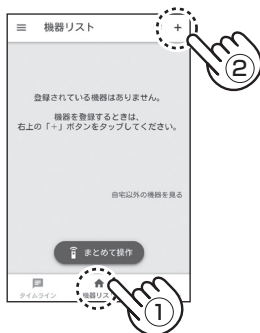 機器リスト
+
②
登録されている機器はありません。
機器を登録するときは、
右上の「+」ボタンをタップしてください。
自宅以外の機器を見る
まとめて操作
タイムライン
機器リスト
①